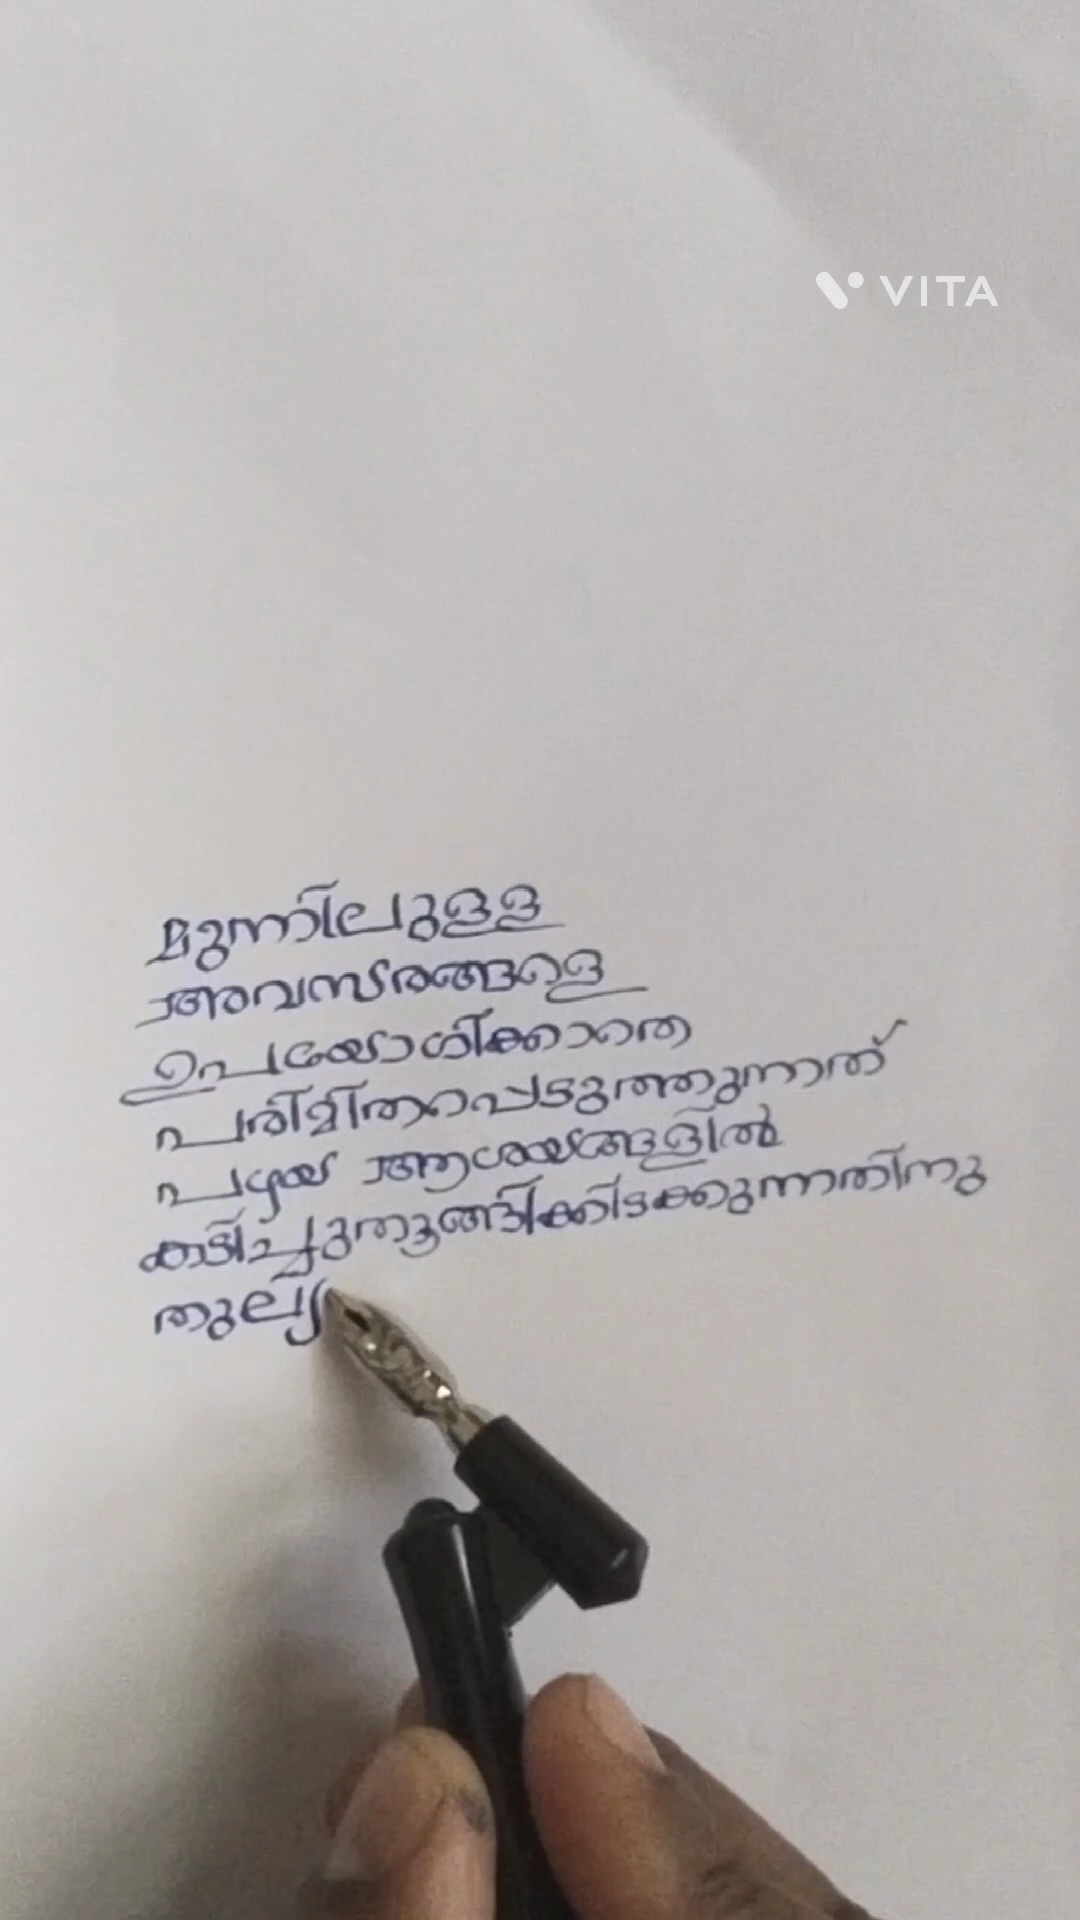 VITA
മുന്നിലുള്ള
അവസരങ്ങളെ
ഉപയോഗിക്കാതെ
പരിമിതപ്പെടുത്തുന്നത്
പഴയ ആശയങ്ങളിൽ
കടിച്ചുതൂങ്ങിക്കിടക്കുന്നതിനു
തുല്യ